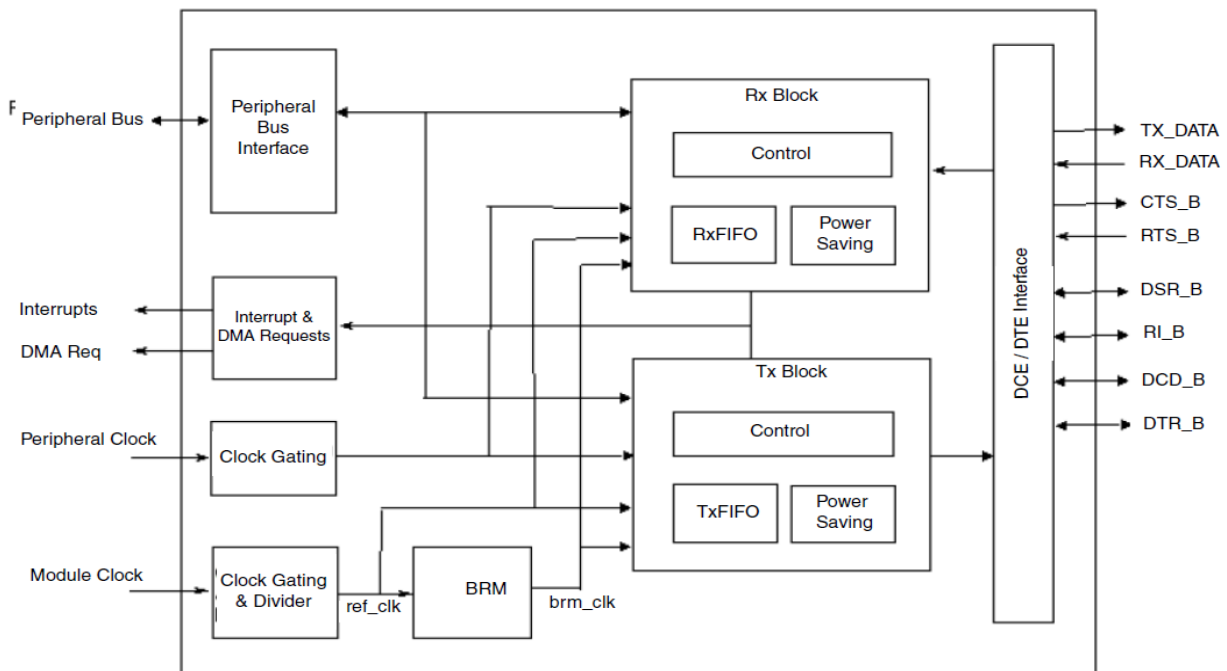 F
Peripheral Bus
Peripheral
Bus
Interface
Rx Block
Control
RxFIFO
Power
Saving
Interrupts
DMA Req
Interrupt &
DMA Requests
Tx Block
Control
TxFIFO
Power
Saving
Peripheral Clock
Clock Gating
Module Clock
Clock Gating
& Divider
ref_clk
BRM
brm_clk
DCE / DTE Interface
TX_DATA
RX_DATA
CTS_B
RTS_B
DSR_B
RI_B
DCD_B
DTR_B